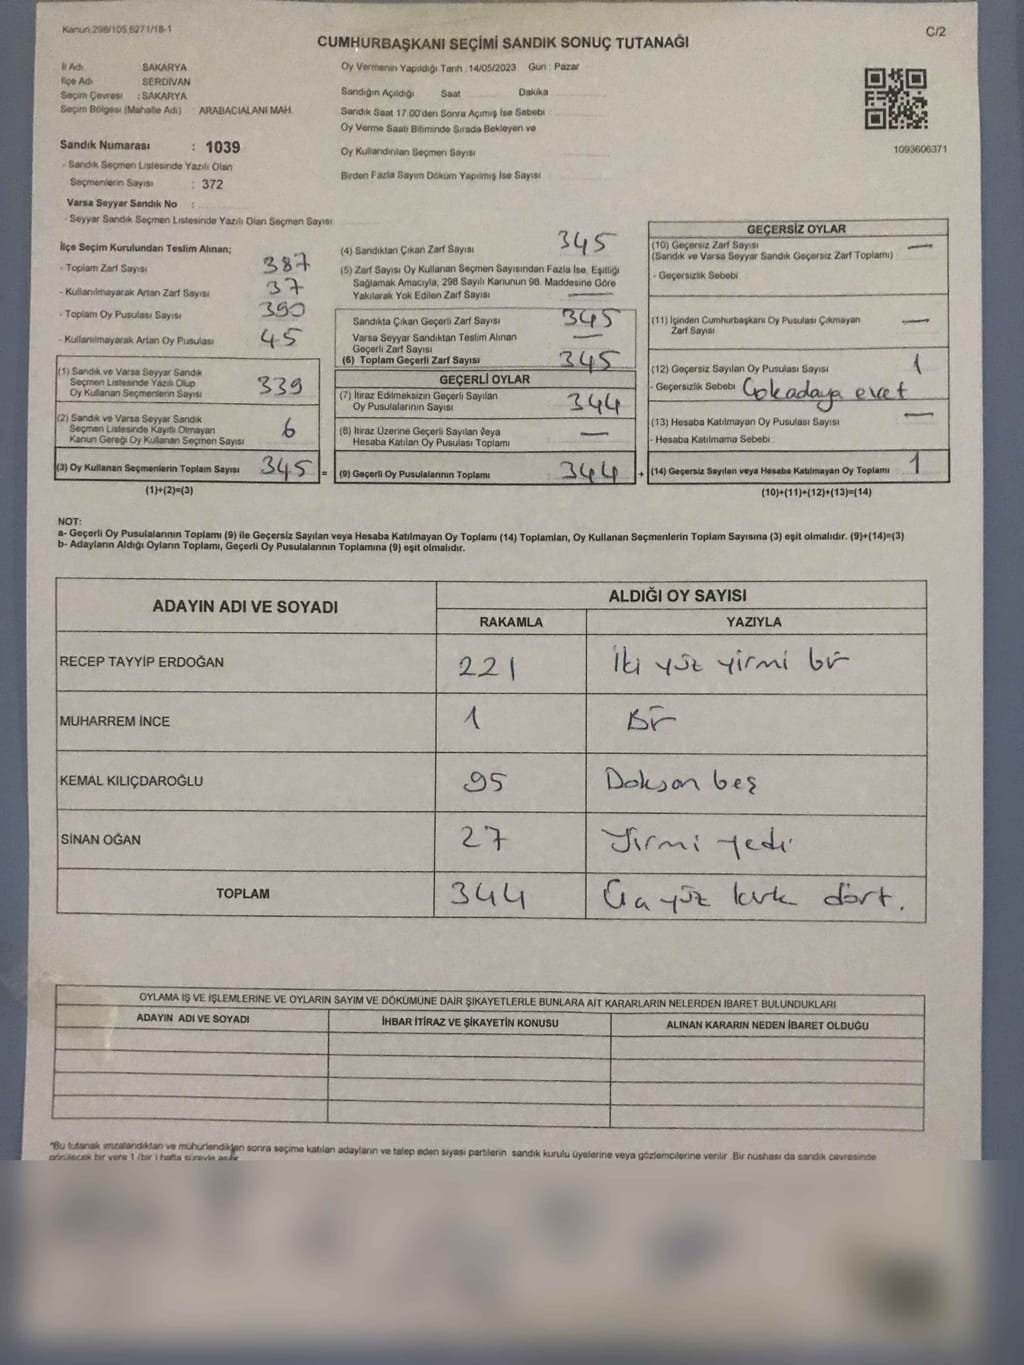 Kanun:298/105,6271/18-1
C/2
CUMHURBAŞKANI SEÇİMİ SANDIK SONUÇ TUTANAĞI
İl Adı : SAKARYA
İlçe Adı : SERDİVAN
Seçim Çevresi : SAKARYA
Seçim Bölgesi (Mahalle Adı) ARABACIALANI MAH.
Sandık Numarası : 1039
- Sandık Seçmen Listesinde Yazılı Olan
Seçmenlerin Sayısı : 372
Varsa Seyyar Sandık No :
- Seyyar Sandık Seçmen Listesinde Yazılı Olan Seçmen Sayısı
Oy Vermenin Yapıldığı Tarih :14/05/2023 Gün : Pazar
Sandığın Açıldığı Saat Dakika
Sandık Saat 17.00'den Sonra Açımış İse Sebebi
Oy Verme Saati Bitiminde Sırada Bekleyen ve
Oy Kullandırılan Seçmen Sayısı
Birden Fazla Sayım Döküm Yapılmış İse Sayısı
1093606371
İlçe Seçim Kurulundan Teslim Alınan;
- Toplam Zarf Sayısı 387
- Kullanılmayarak Artan Zarf Sayısı 37
- Toplam Oy Pusulası Sayısı 390
- Kullanılmayarak Artan Oy Pusulası 45
(1) Sandık ve Varsa Seyyar Sandık
Seçmen Listesinde Yazılı Olup
Oy Kullanan Seçmenlerin Sayısı 339
(2) Sandık ve Varsa Seyyar Sandık
Seçmen Listesinde Kayıtlı Olmayan
Kanun Gereği Oy Kullanan Seçmen Sayısı 6
(3) Oy Kullanan Seçmenlerin Toplam Sayısı 345 =
(1)+(2)=(3)
(4) Sandıktan Çıkan Zarf Sayısı 345
(5) Zarf Sayısı Oy Kullanan Seçmen Sayısından Fazla İse, Eşitliği
Sağlamak Amacıyla, 298 Sayılı Kanunun 98. Maddesine Göre
Yakılarak Yok Edilen Zarf Sayısı —
Sandıkta Çıkan Geçerli Zarf Sayısı 345
Varsa Seyyar Sandıktan Teslim Alınan
Geçerli Zarf Sayısı —
(6) Toplam Geçerli Zarf Sayısı 345
GEÇERLİ OYLAR
(7) İtiraz Edilmeksizin Geçerli Sayılan
Oy Pusulalarının Sayısı 344
(8) İtiraz Üzerine Geçerli Sayılan veya
Hesaba Katılan Oy Pusulası Toplamı —
(9) Geçerli Oy Pusulalarının Toplamı 344 +
GEÇERSİZ OYLAR
(10) Geçersiz Zarf Sayısı —
(Sandık ve Varsa Seyyar Sandık Geçersiz Zarf Toplamı)
- Geçersizlik Sebebi
(11) İçinden Cumhurbaşkanı Oy Pusulası Çıkmayan
Zarf Sayısı —
(12) Geçersiz Sayılan Oy Pusulası Sayısı 1
- Geçersizlik Sebebi Çok adaya evet
(13) Hesaba Katılmayan Oy Pusulası Sayısı —
- Hesaba Katılmama Sebebi
(14) Geçersiz Sayılan veya Hesaba Katılmayan Oy Toplamı 1
(10)+(11)+(12)+(13)=(14)
NOT:
a- Geçerli Oy Pusulalarının Toplamı (9) ile Geçersiz Sayılan veya Hesaba Katılmayan Oy Toplamı (14) Toplamları, Oy Kullanan Seçmenlerin Toplam Sayısına (3) eşit olmalıdır. (9)+(14)=(3)
b- Adayların Aldığı Oyların Toplamı, Geçerli Oy Pusulalarının Toplamına (9) eşit olmalıdır.
ADAYIN ADI VE SOYADI ALDIĞI OY SAYISI
RAKAMLA YAZIYLA
RECEP TAYYİP ERDOĞAN 221 İki yüz yirmi bir
MUHARREM İNCE 1 Bir
KEMAL KILIÇDAROĞLU 95 Doksan beş
SİNAN OĞAN 27 Yirmi yedi
TOPLAM 344 yüz kırk dört.
OYLAMA İŞ VE İŞLEMLERİNE VE OYLARIN SAYIM VE DÖKÜMÜNE DAİR ŞİKAYETLERLE BUNLARA AİT KARARLARIN NELERDEN İBARET BULUNDUKLARI
ADAYIN ADI VE SOYADI İHBAR İTİRAZ VE ŞİKAYETİN KONUSU ALINAN KARARIN NEDEN İBARET OLDUĞU
*Bu tutanak imzalandıktan ve mühürlendikten sonra seçime katılan adayların ve talep eden siyasi partilerin sandık kurulu üyelerine veya gözlemcilerine verilir. Bir nüshası da sandık çevresinde
görülecek bir yere 1 (bir ) hafta süreyle asılır.